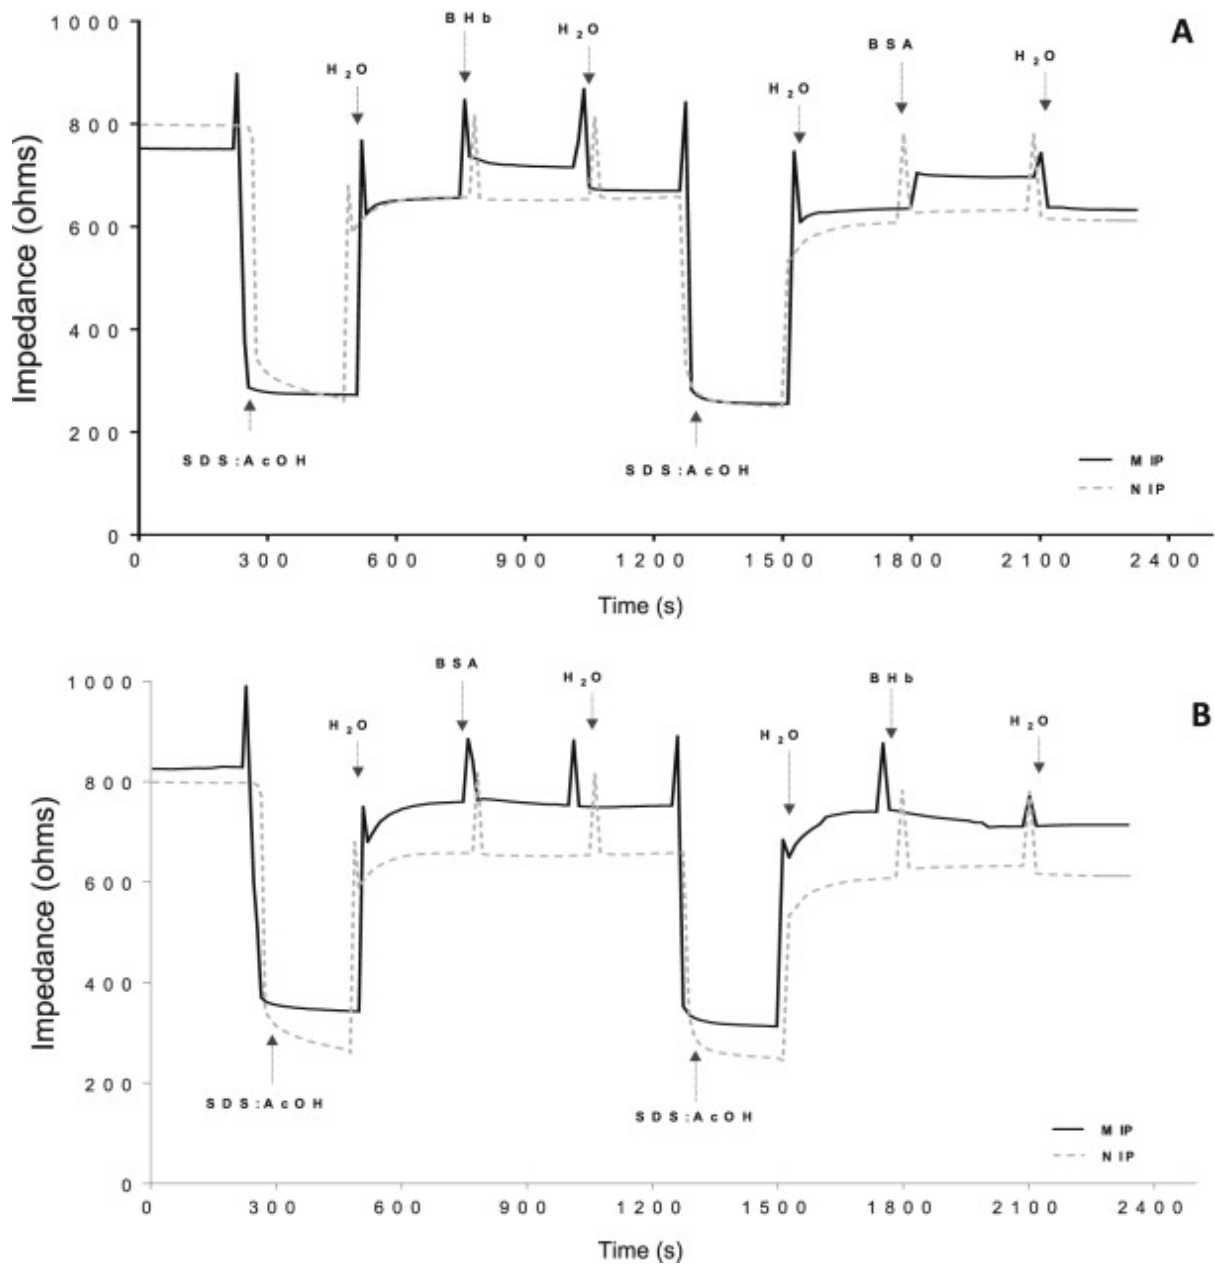 A
1000
800
600
400
200
0
Impedance (ohms)
H2O
BHb
H2O
H2O
BSA
H2O
SDS:AcOH
SDS:AcOH
MIP
NIP
0 300 600 900 1200 1500 1800 2100 2400
Time (s)
B
1000
800
600
400
200
0
Impedance (ohms)
H2O
BSA
H2O
H2O
BHb
H2O
SDS:AcOH
SDS:AcOH
MIP
NIP
0 300 600 900 1200 1500 1800 2100 2400
Time (s)